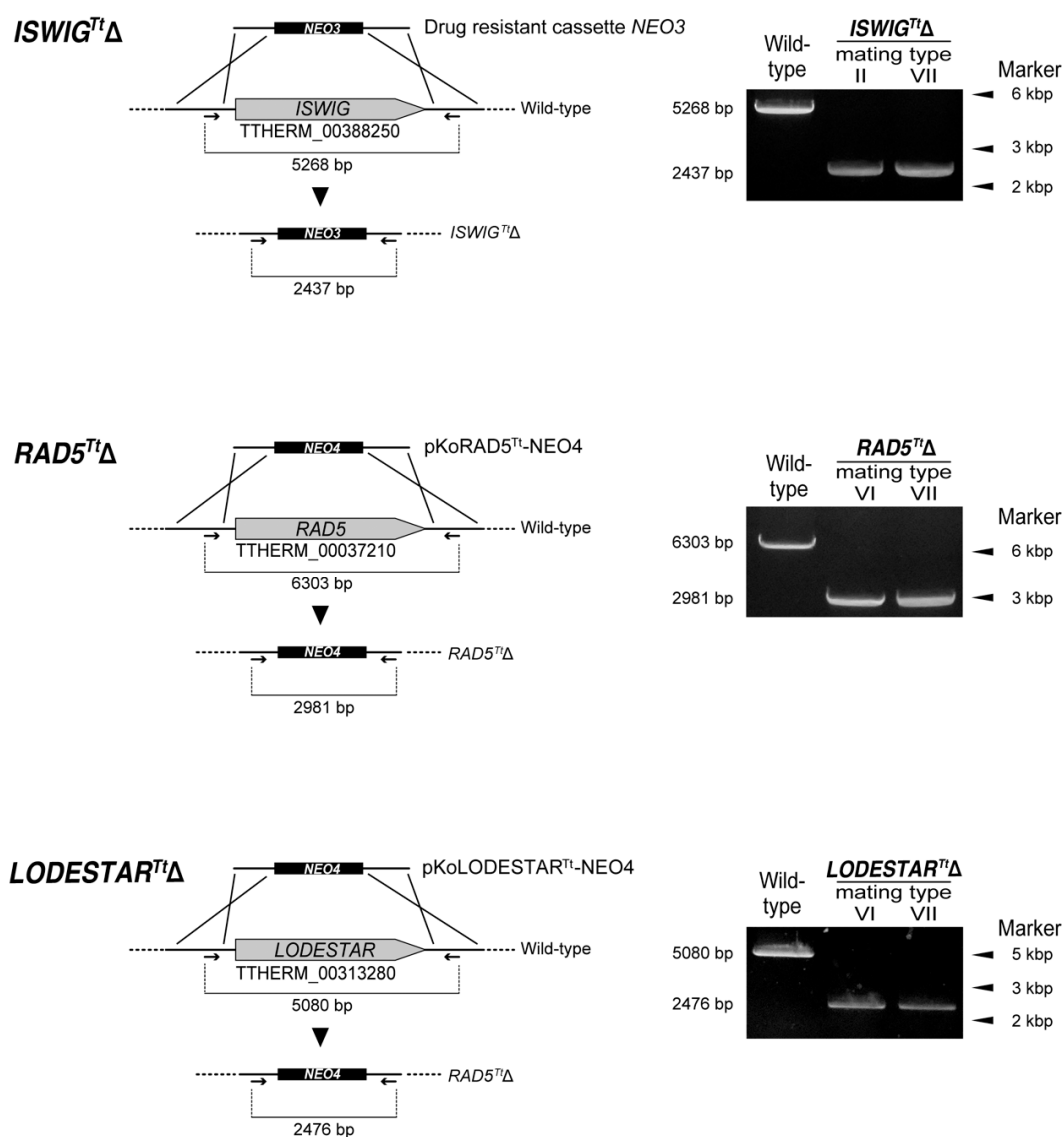 ISWIGTtΔ
NEO3
Drug resistant cassette NEO3
ISWIG
Wild-type
TTHERM_00388250
5268 bp
NEO3
ISWIGTtΔ
2437 bp
Wild-type
ISWIGTtΔ
mating type
II VII
Marker
5268 bp
2437 bp
6 kbp
3 kbp
2 kbp
RAD5TtΔ
NEO4
pKoRAD5Tt-NEO4
RAD5
Wild-type
TTHERM_00037210
6303 bp
NEO4
RAD5TtΔ
2981 bp
Wild-type
RAD5TtΔ
mating type
VI VII
Marker
6303 bp
2981 bp
6 kbp
3 kbp
LODESTARTtΔ
NEO4
pKoLODESTARTt-NEO4
LODESTAR
Wild-type
TTHERM_00313280
5080 bp
NEO4
RAD5TtΔ
2476 bp
Wild-type
LODESTARTtΔ
mating type
VI VII
Marker
5080 bp
2476 bp
5 kbp
3 kbp
2 kbp